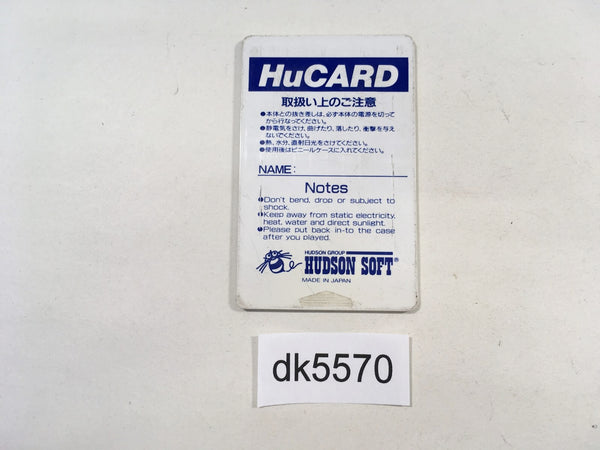 HuCARD
取扱い上のご注意
●本体との抜き差しは、必ず本体の電源を切って
から行なってください。
●静電気をさけ、曲げたり、落したり、衝撃を与え
ないでください。
●熱、水分、直射日光をさけてください。
●使用後はビニールケースに入れてください。
NAME:
Notes
●Don't bend, drop or subject to
shock.
●Keep away from static electricity,
heat, water and direct sunlight.
●Please put back in-to the case
after you played.
HUDSON GROUP
HUDSON SOFT®
MADE IN JAPAN
dk5570